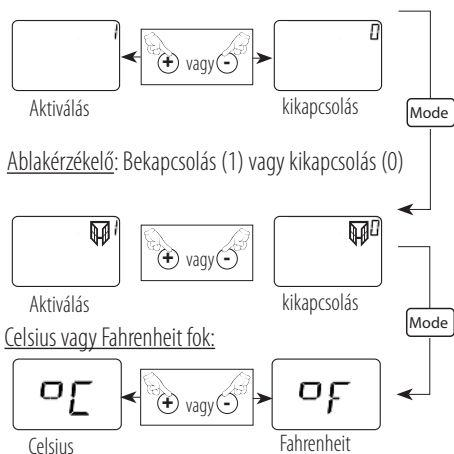 1 + vagy - 0
Aktiválás kikapcsolás
Mode
Ablakérzékelő: Bekapcsolás (1) vagy kikapcsolás (0)
1 + vagy - 0
Aktiválás kikapcsolás
Mode
Celsius vagy Fahrenheit fok:
°C + vagy - °F
Celsius Fahrenheit